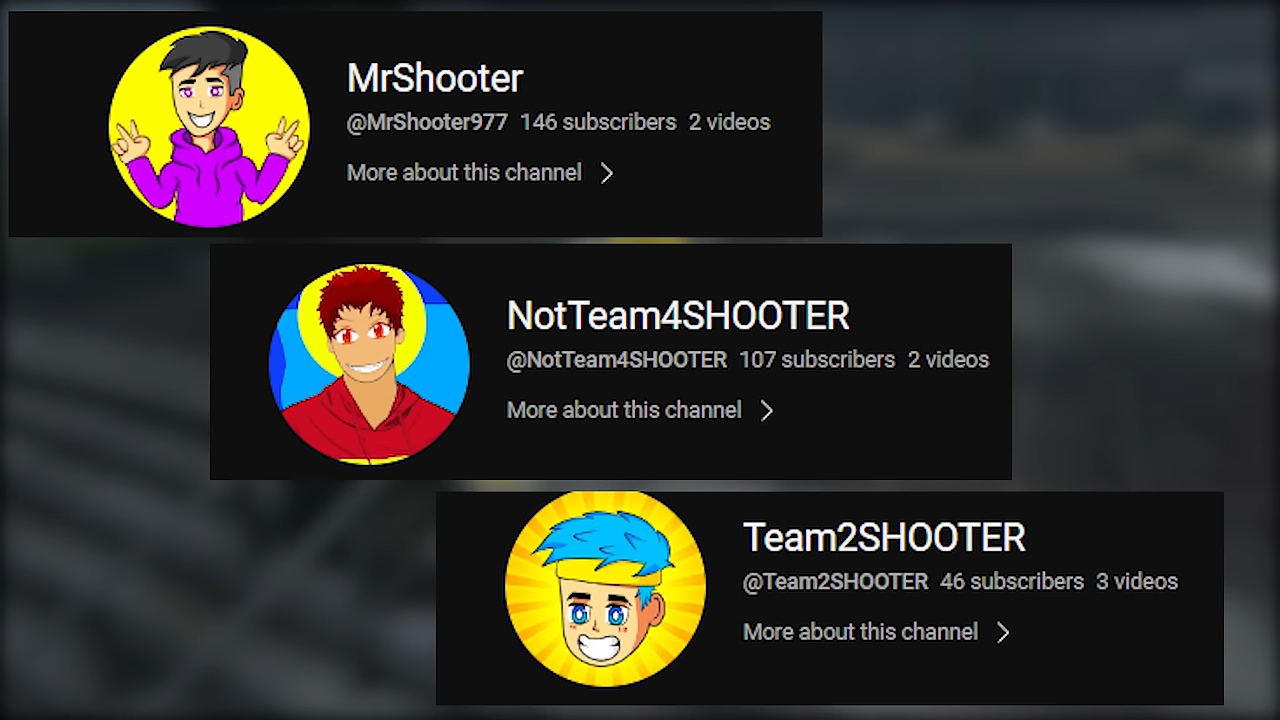 MrShooter
@MrShooter977 146 subscribers 2 videos
More about this channel
NotTeam4SHOOTER
@NotTeam4SHOOTER 107 subscribers 2 videos
More about this channel
Team2SHOOTER
@Team2SHOOTER 46 subscribers 3 videos
More about this channel